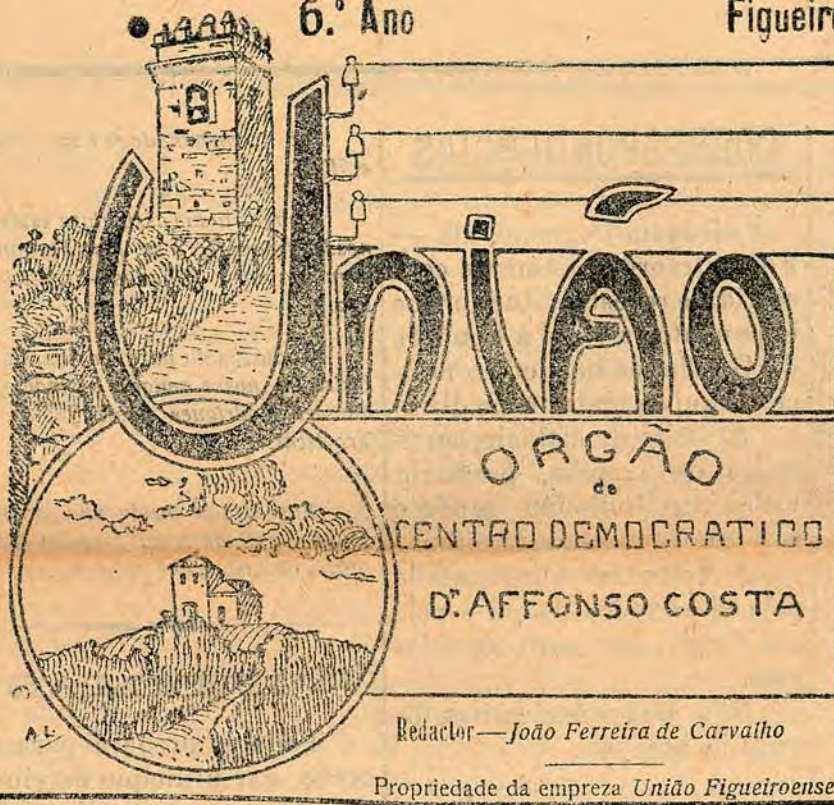 6.º Ano Figueir
União
ORGÃO
do
CENTRO DEMOCRATICO
Dr. AFFONSO COSTA
A L
Redactor—João Ferreira de Carvalho
Propriedade da empreza União Figueiroense